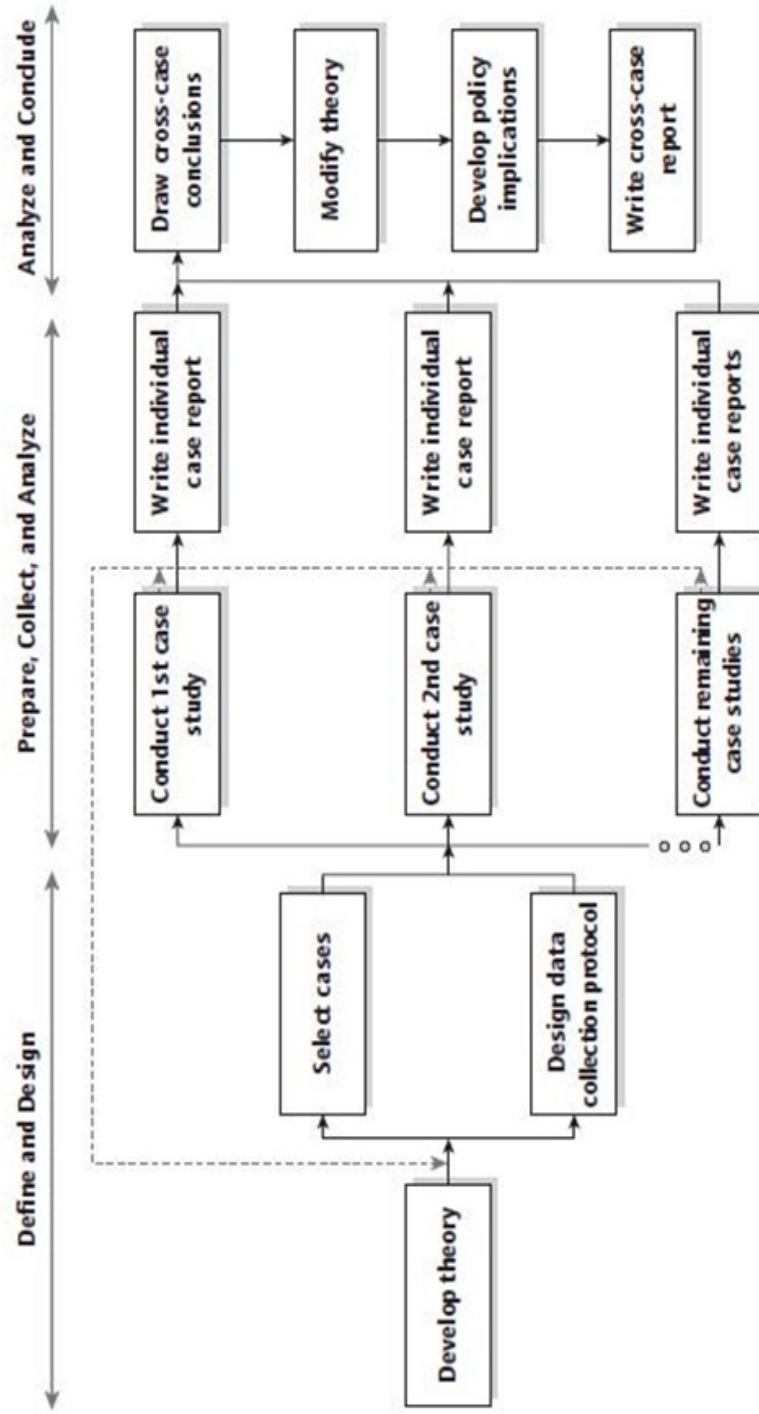 Define and Design
Prepare, Collect, and Analyze
Analyze and Conclude
Develop theory
Select cases
Design data
collection protocol
Conduct 1st case
study
Conduct 2nd case
study
Conduct remaining
case studies
Write individual
case report
Write individual
case report
Write individual
case reports
Draw cross-case
conclusions
Modify theory
Develop policy
implications
Write cross-case
report